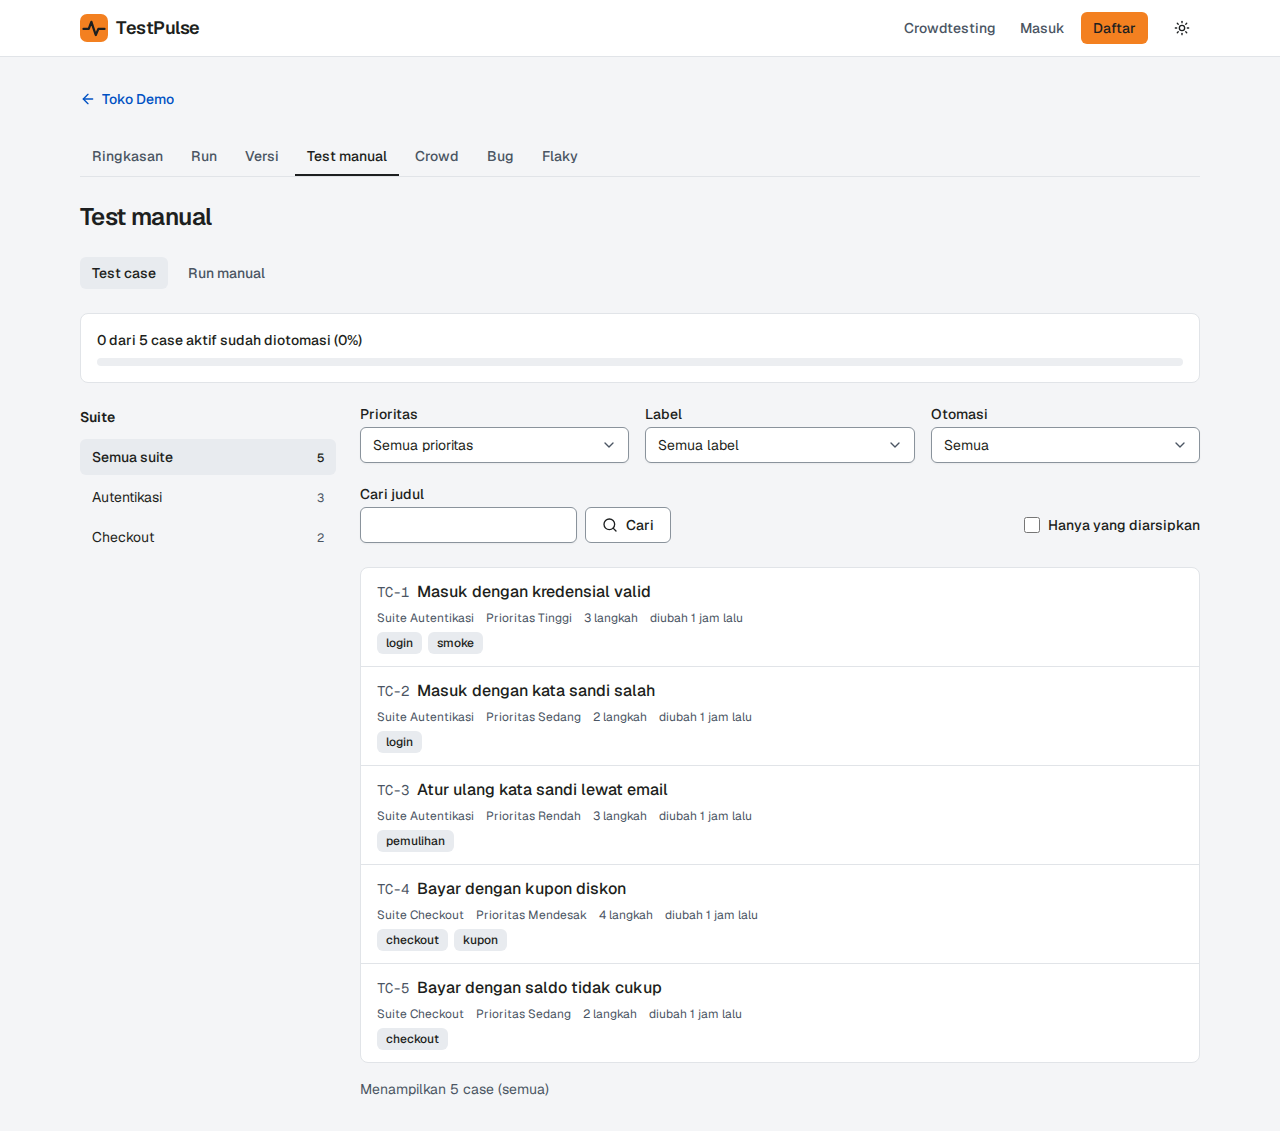 TestPulse
Crowdtesting Masuk Daftar
Toko Demo
Ringkasan Run Versi Test manual Crowd Bug Flaky
Test manual
Test case Run manual
0 dari 5 case aktif sudah diotomasi (0%)
Suite
Semua suite 5
Autentikasi 3
Checkout 2
Prioritas Label Otomasi
Semua prioritas Semua label Semua
Cari judul
Cari Hanya yang diarsipkan
TC-1 Masuk dengan kredensial valid
Suite Autentikasi Prioritas Tinggi 3 langkah diubah 1 jam lalu
login smoke
TC-2 Masuk dengan kata sandi salah
Suite Autentikasi Prioritas Sedang 2 langkah diubah 1 jam lalu
login
TC-3 Atur ulang kata sandi lewat email
Suite Autentikasi Prioritas Rendah 3 langkah diubah 1 jam lalu
pemulihan
TC-4 Bayar dengan kupon diskon
Suite Checkout Prioritas Mendesak 4 langkah diubah 1 jam lalu
checkout kupon
TC-5 Bayar dengan saldo tidak cukup
Suite Checkout Prioritas Sedang 2 langkah diubah 1 jam lalu
checkout
Menampilkan 5 case (semua)